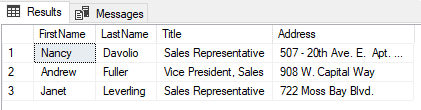 Results Messages
FirstName LastName Title Address
1 Nancy Davolio Sales Representative 507 - 20th Ave. E. Apt. ...
2 Andrew Fuller Vice President, Sales 908 W. Capital Way
3 Janet Leverling Sales Representative 722 Moss Bay Blvd.